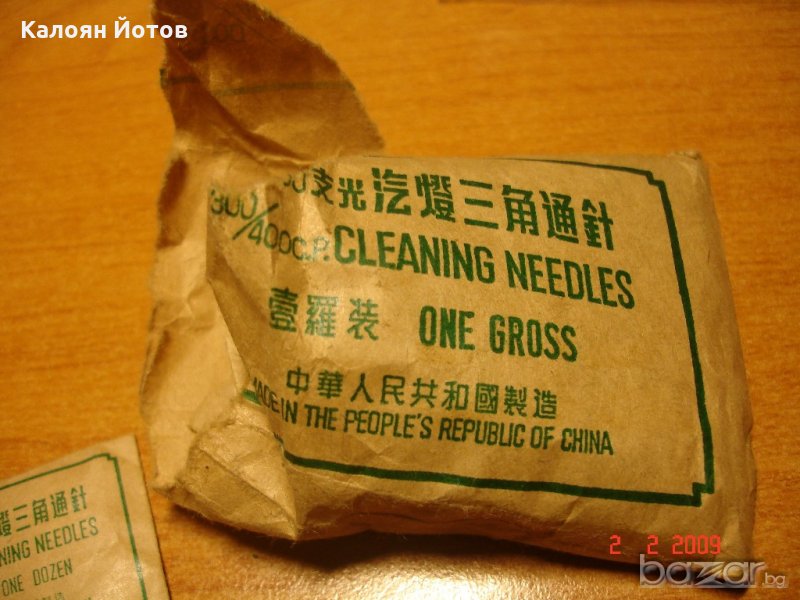 Калоян Йотов
支光汽燈三角通針
300/400C.P. CLEANING NEEDLES
壹羅装 ONE GROSS
中華人民共和國製造
MADE IN THE PEOPLE'S REPUBLIC OF CHINA
燈三角通針
NING NEEDLES
ONE DOZEN
2 2 2009
bazar.bg